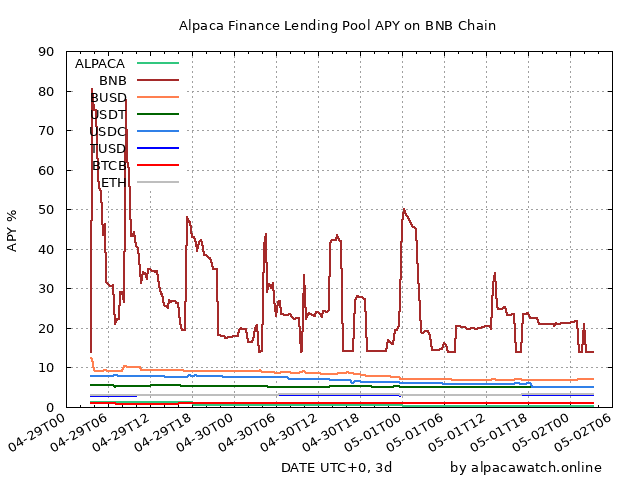 Alpaca Finance Lending Pool APY on BNB Chain
90
80
70
60
50
40
30
20
10
0
APY %
ALPACA
BNB
BUSD
USDT
USDC
TUSD
BTCB
ETH
04-29T00
04-29T06
04-29T12
04-29T18
04-30T00
04-30T06
04-30T12
04-30T18
05-01T00
05-01T06
05-01T12
05-01T18
05-02T00
05-02T06
DATE UTC+0, 3d
by alpacawatch.online